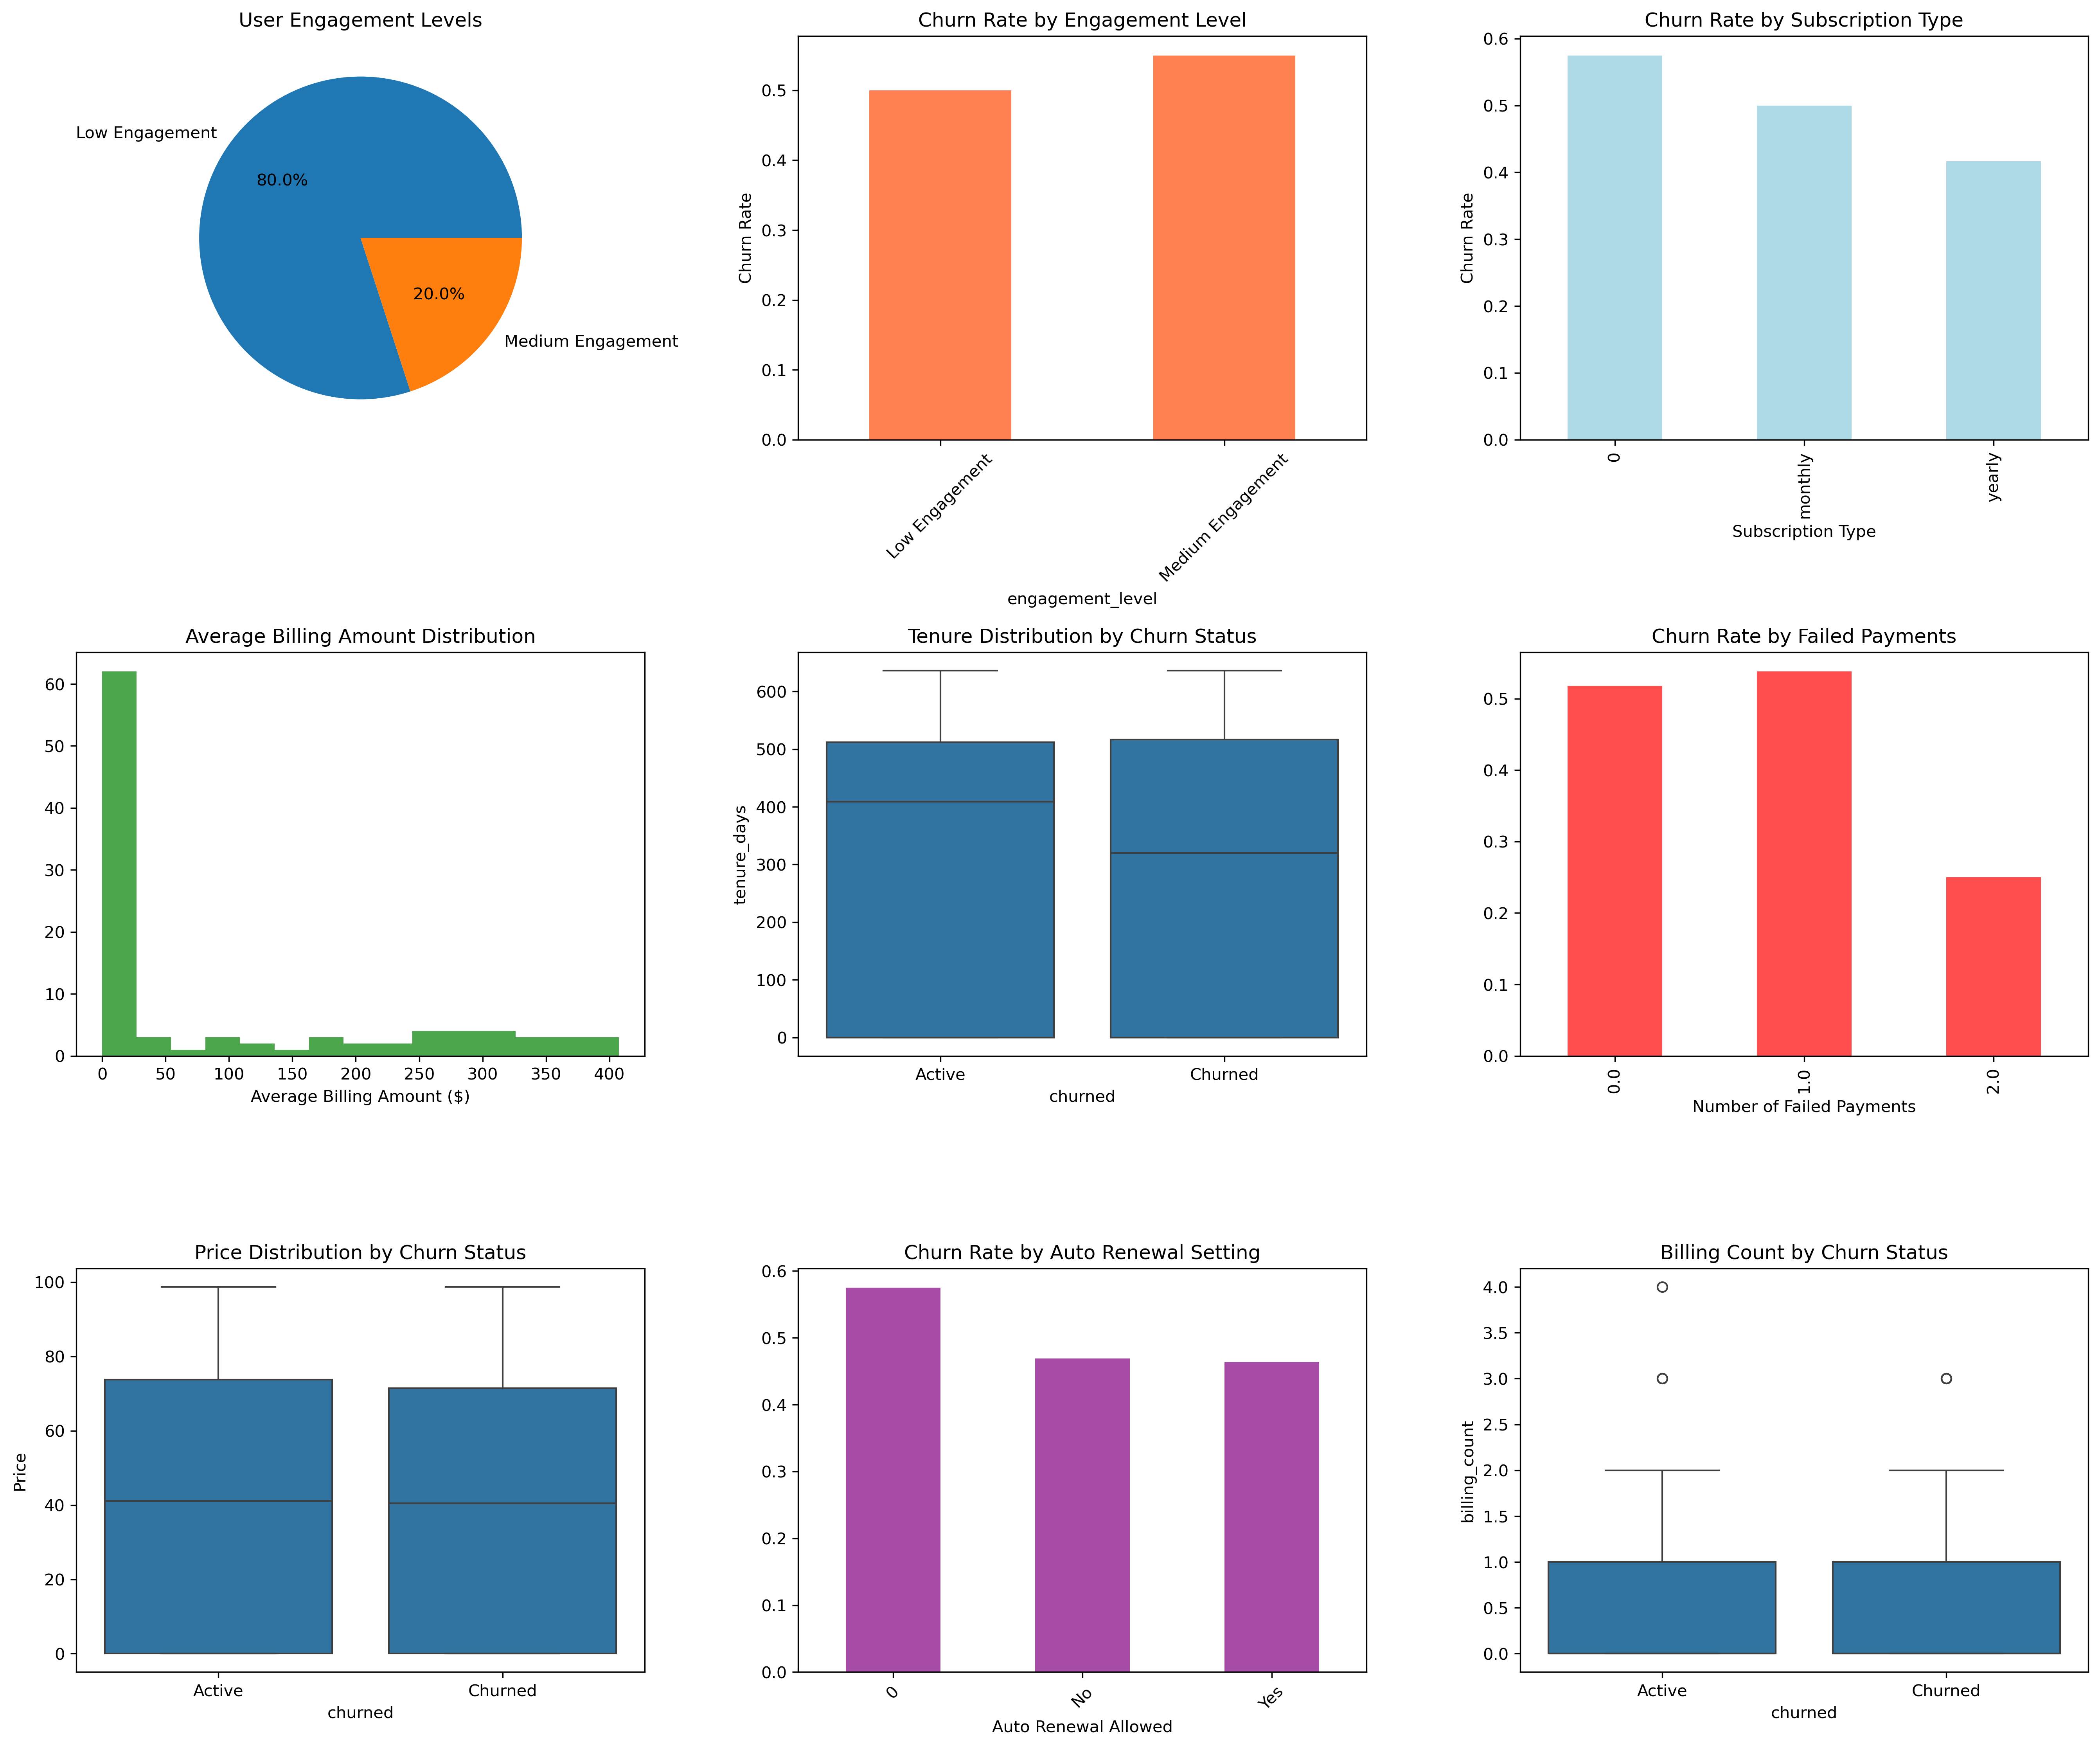 User Engagement Levels
Low Engagement
80.0%
20.0%
Medium Engagement
Churn Rate by Engagement Level
Churn Rate
0.5
0.4
0.3
0.2
0.1
0.0
Low Engagement
Medium Engagement
engagement_level
Churn Rate by Subscription Type
Churn Rate
0.6
0.5
0.4
0.3
0.2
0.1
0.0
0
monthly
yearly
Subscription Type
Average Billing Amount Distribution
60
50
40
30
20
10
0
0 50 100 150 200 250 300 350 400
Average Billing Amount ($)
Tenure Distribution by Churn Status
tenure_days
600
500
400
300
200
100
0
Active Churned
churned
Churn Rate by Failed Payments
0.5
0.4
0.3
0.2
0.1
0.0
0.0
1.0
2.0
Number of Failed Payments
Price Distribution by Churn Status
Price
100
80
60
40
20
0
Active Churned
churned
Churn Rate by Auto Renewal Setting
0.6
0.5
0.4
0.3
0.2
0.1
0.0
0
No
Yes
Auto Renewal Allowed
Billing Count by Churn Status
billing_count
4.0
3.5
3.0
2.5
2.0
1.5
1.0
0.5
0.0
Active Churned
churned